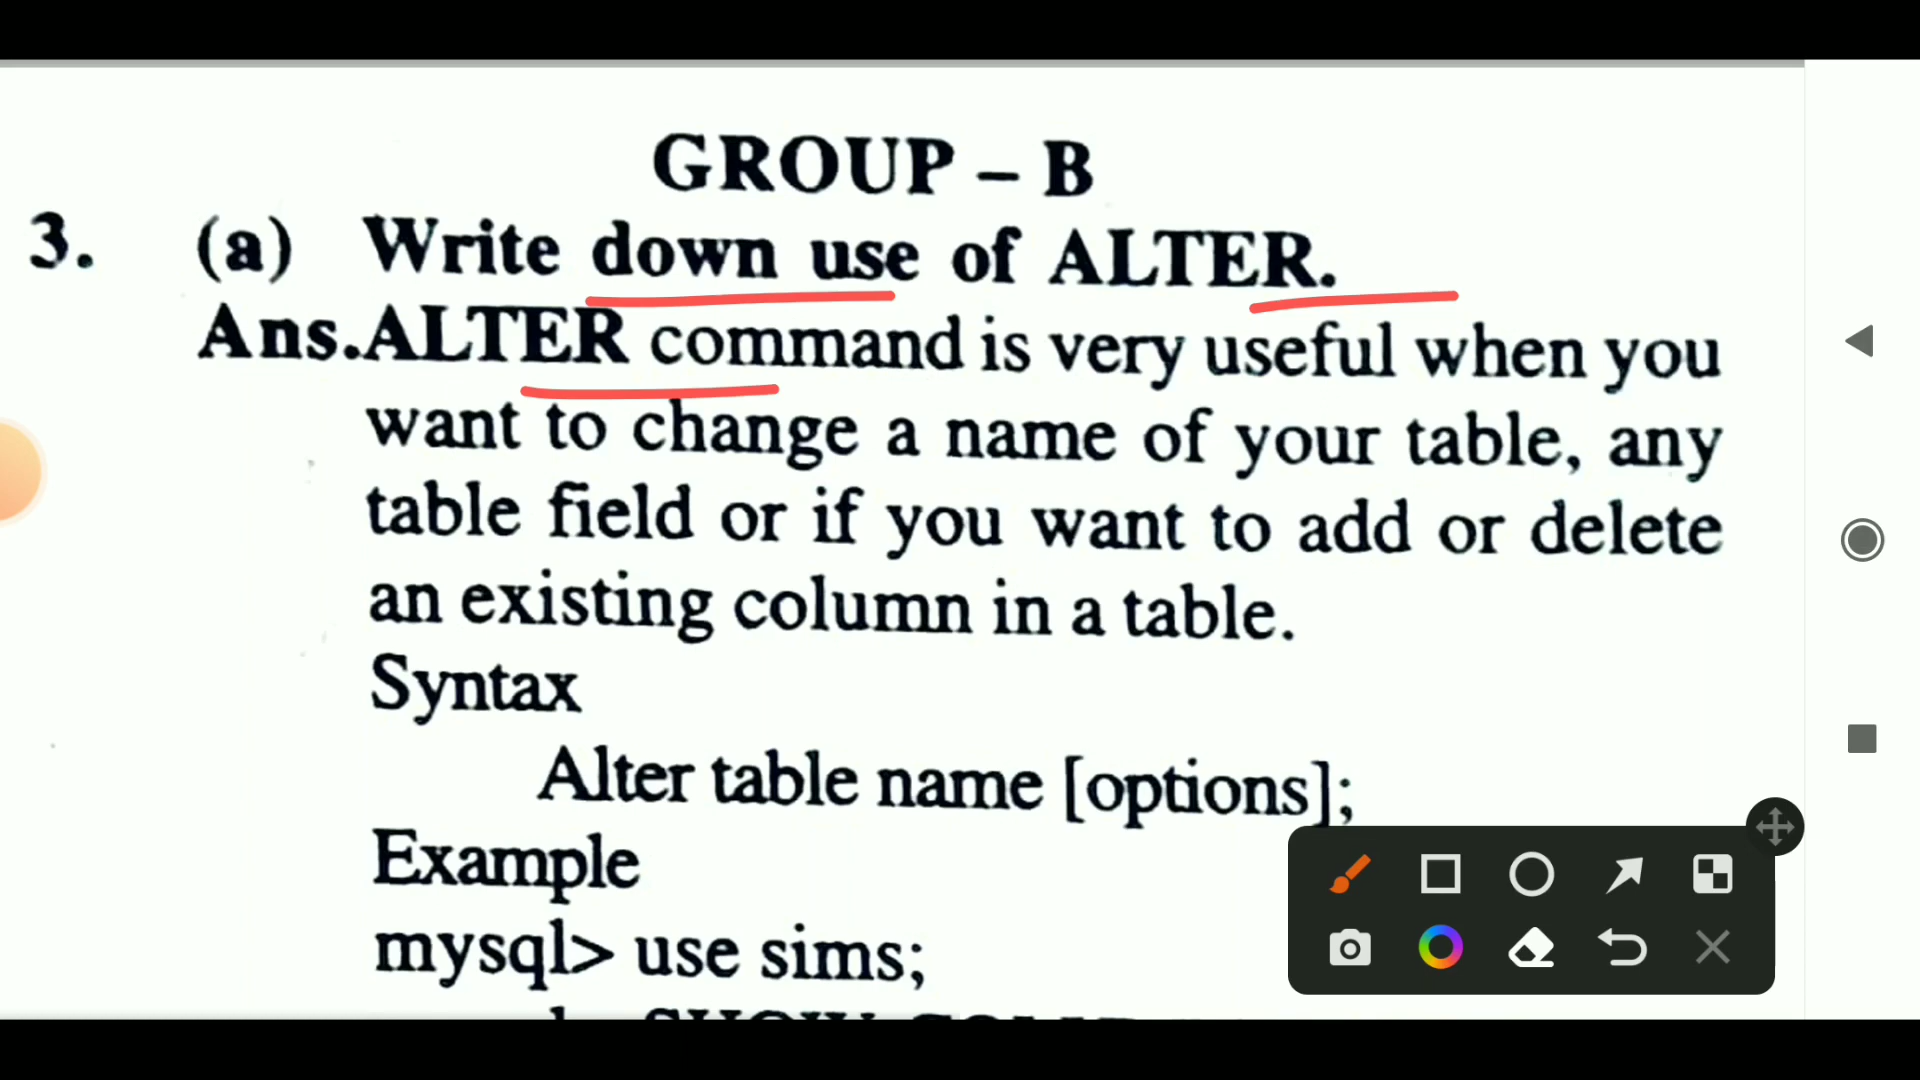 GROUP – B
3. (a) Write down use of ALTER.
Ans. ALTER command is very useful when you
want to change a name of your table, any
table field or if you want to add or delete
an existing column in a table.
Syntax
Alter table name [options];
Example
mysql> use sims;